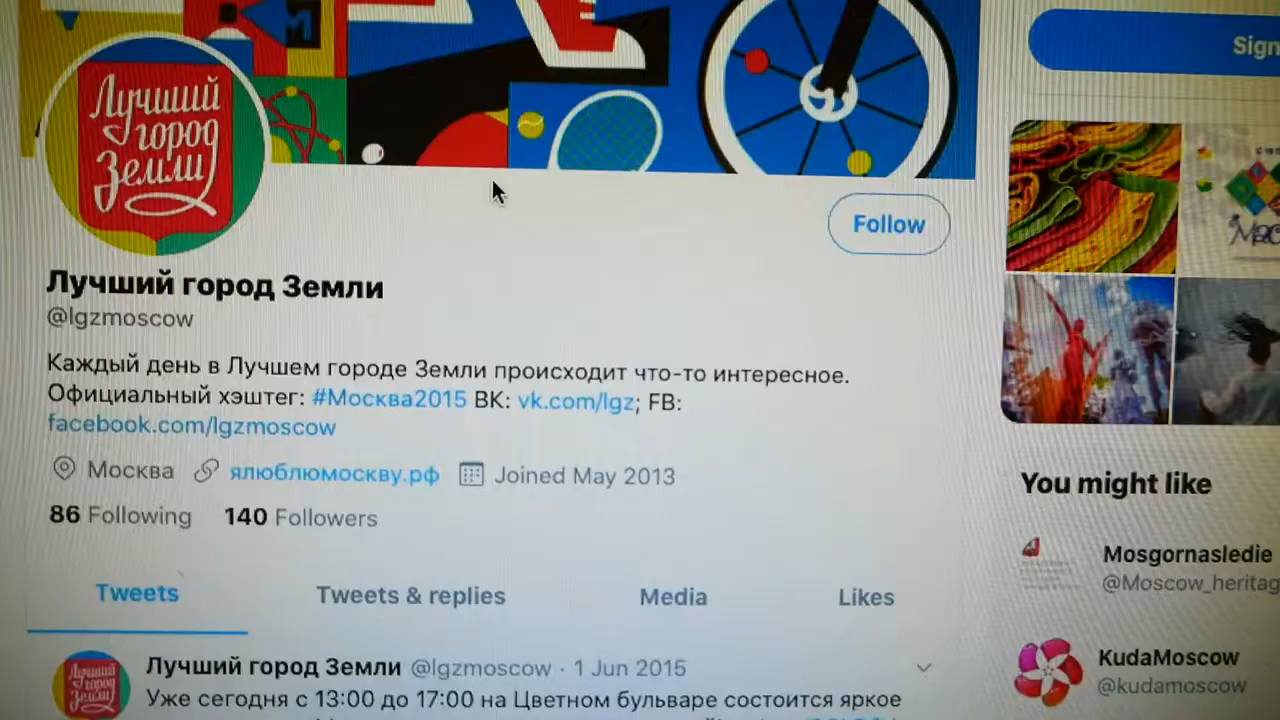 М
Sign
Лучший
город
Земли
Follow
Лучший город Земли
@lgzmoscow
Каждый день в Лучшем городе Земли происходит что-то интересное.
Официальный хэштег: #Москва2015 ВК: vk.com/lgz; FB:
facebook.com/lgzmoscow
Москва ялюблюмоскву.рф Joined May 2013
86 Following 140 Followers
Tweets Tweets & replies Media Likes
You might like
Mosgornasledie
@Moscow_heritag
KudaMoscow
@kudamoscow
Лучший
город
Земли
Лучший город Земли @lgzmoscow · 1 Jun 2015
Уже сегодня с 13:00 до 17:00 на Цветном бульваре состоится яркое